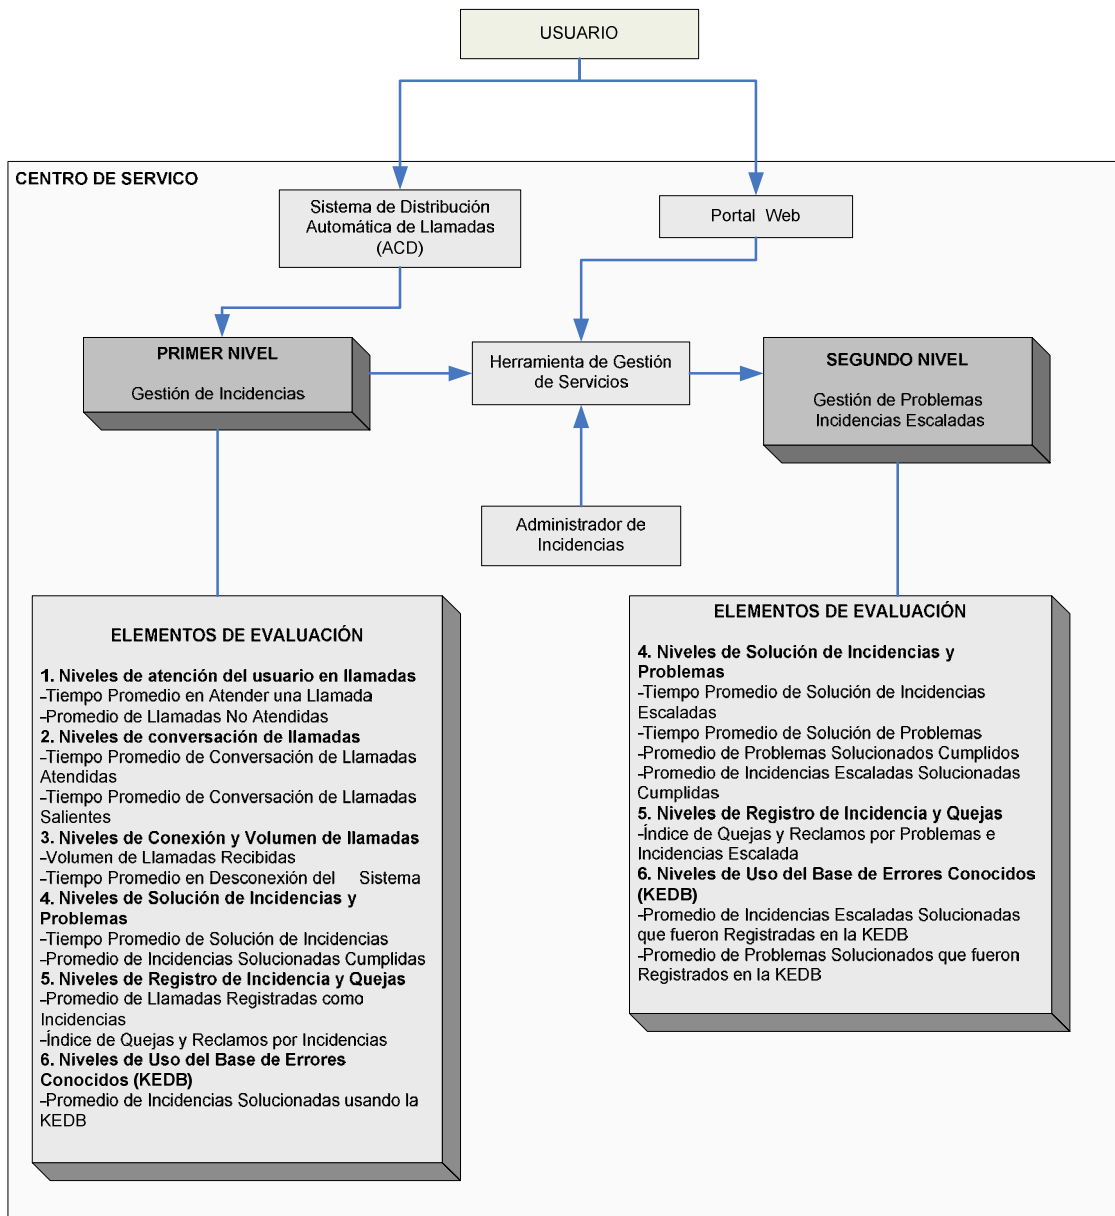 USUARIO
CENTRO DE SERVICO
Sistema de Distribución
Automática de Llamadas
(ACD)
Portal Web
PRIMER NIVEL
Gestión de Incidencias
Herramienta de Gestión
de Servicios
SEGUNDO NIVEL
Gestión de Problemas
Incidencias Escaladas
Administrador de
Incidencias
ELEMENTOS DE EVALUACIÓN
1. Niveles de atención del usuario en llamadas
-Tiempo Promedio en Atender una Llamada
-Promedio de Llamadas No Atendidas
2. Niveles de conversación de llamadas
-Tiempo Promedio de Conversación de Llamadas
Atendidas
-Tiempo Promedio de Conversación de Llamadas
Salientes
3. Niveles de Conexión y Volumen de llamadas
-Volumen de Llamadas Recibidas
-Tiempo Promedio en Desconexión del Sistema
4. Niveles de Solución de Incidencias y
Problemas
-Tiempo Promedio de Solución de Incidencias
-Promedio de Incidencias Solucionadas Cumplidas
5. Niveles de Registro de Incidencia y Quejas
-Promedio de Llamadas Registradas como
Incidencias
-Índice de Quejas y Reclamos por Incidencias
6. Niveles de Uso del Base de Errores
Conocidos (KEDB)
-Promedio de Incidencias Solucionadas usando la
KEDB
ELEMENTOS DE EVALUACIÓN
4. Niveles de Solución de Incidencias y
Problemas
-Tiempo Promedio de Solución de Incidencias
Escaladas
-Tiempo Promedio de Solución de Problemas
-Promedio de Problemas Solucionados Cumplidos
-Promedio de Incidencias Escaladas Solucionadas
Cumplidas
5. Niveles de Registro de Incidencia y Quejas
-Índice de Quejas y Reclamos por Problemas e
Incidencias Escalada
6. Niveles de Uso del Base de Errores Conocidos
(KEDB)
-Promedio de Incidencias Escaladas Solucionadas
que fueron Registradas en la KEDB
-Promedio de Problemas Solucionados que fueron
Registrados en la KEDB